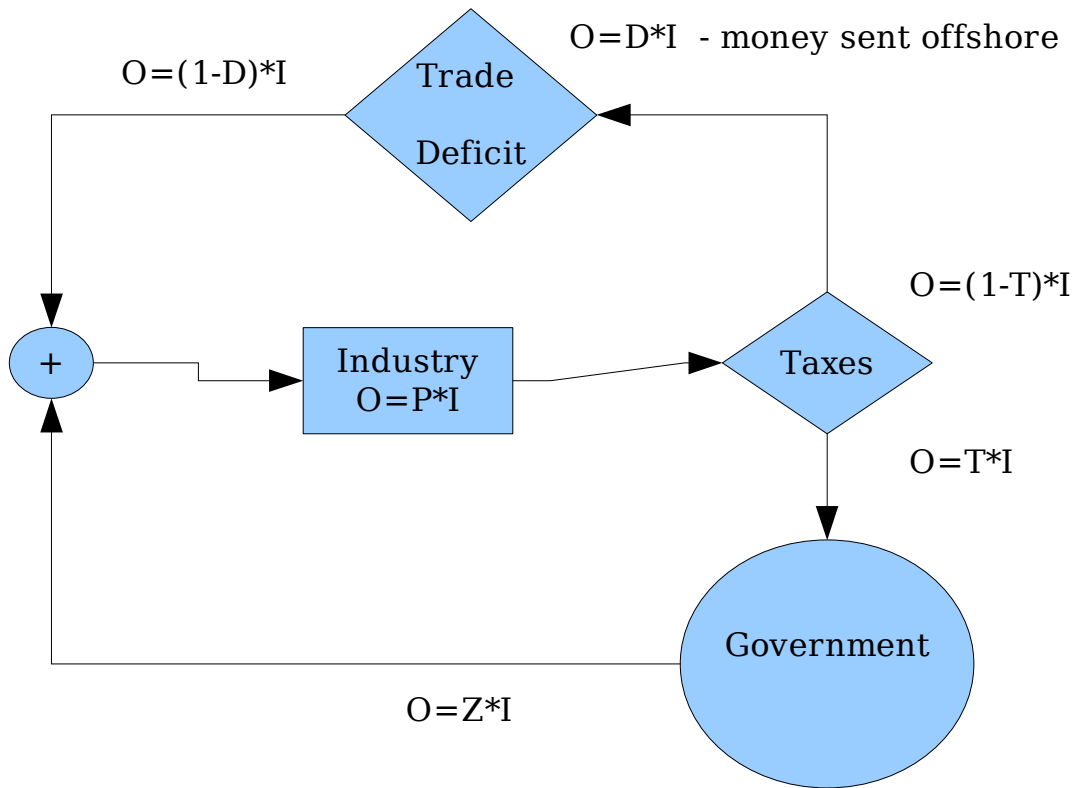 O=D*I - money sent offshore
O=(1-D)*I
Trade
Deficit
O=(1-T)*I
+
Industry
O=P*I
Taxes
O=T*I
Government
O=Z*I